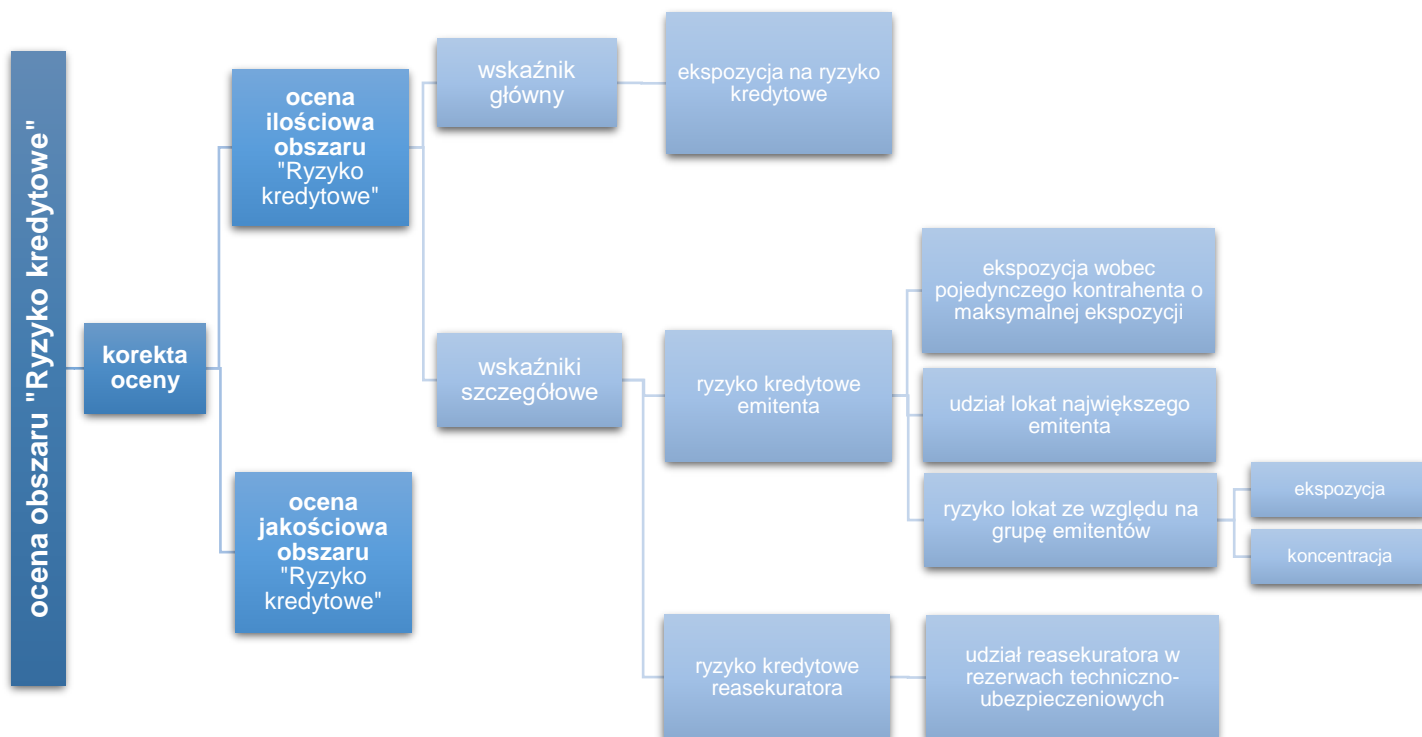 ocena obszaru "Ryzyko kredytowe"
korekta
oceny
ocena
ilościowa
obszaru
"Ryzyko
kredytowe"
wskaźnik
główny
ekspozycja na ryzyko
kredytowe
wskaźniki
szczegółowe
ryzyko kredytowe
emitenta
ekspozycja wobec
pojedynczego kontrahenta o
maksymalnej ekspozycji
udział lokat największego
emitenta
ryzyko lokat ze względu na
grupę emitentów
ekspozycja
koncentracja
ryzyko kredytowe
reasekuratora
udział reasekuratora w
rezerwach techniczno-
ubezpieczeniowych
ocena
jakościowa
obszaru
"Ryzyko
kredytowe"